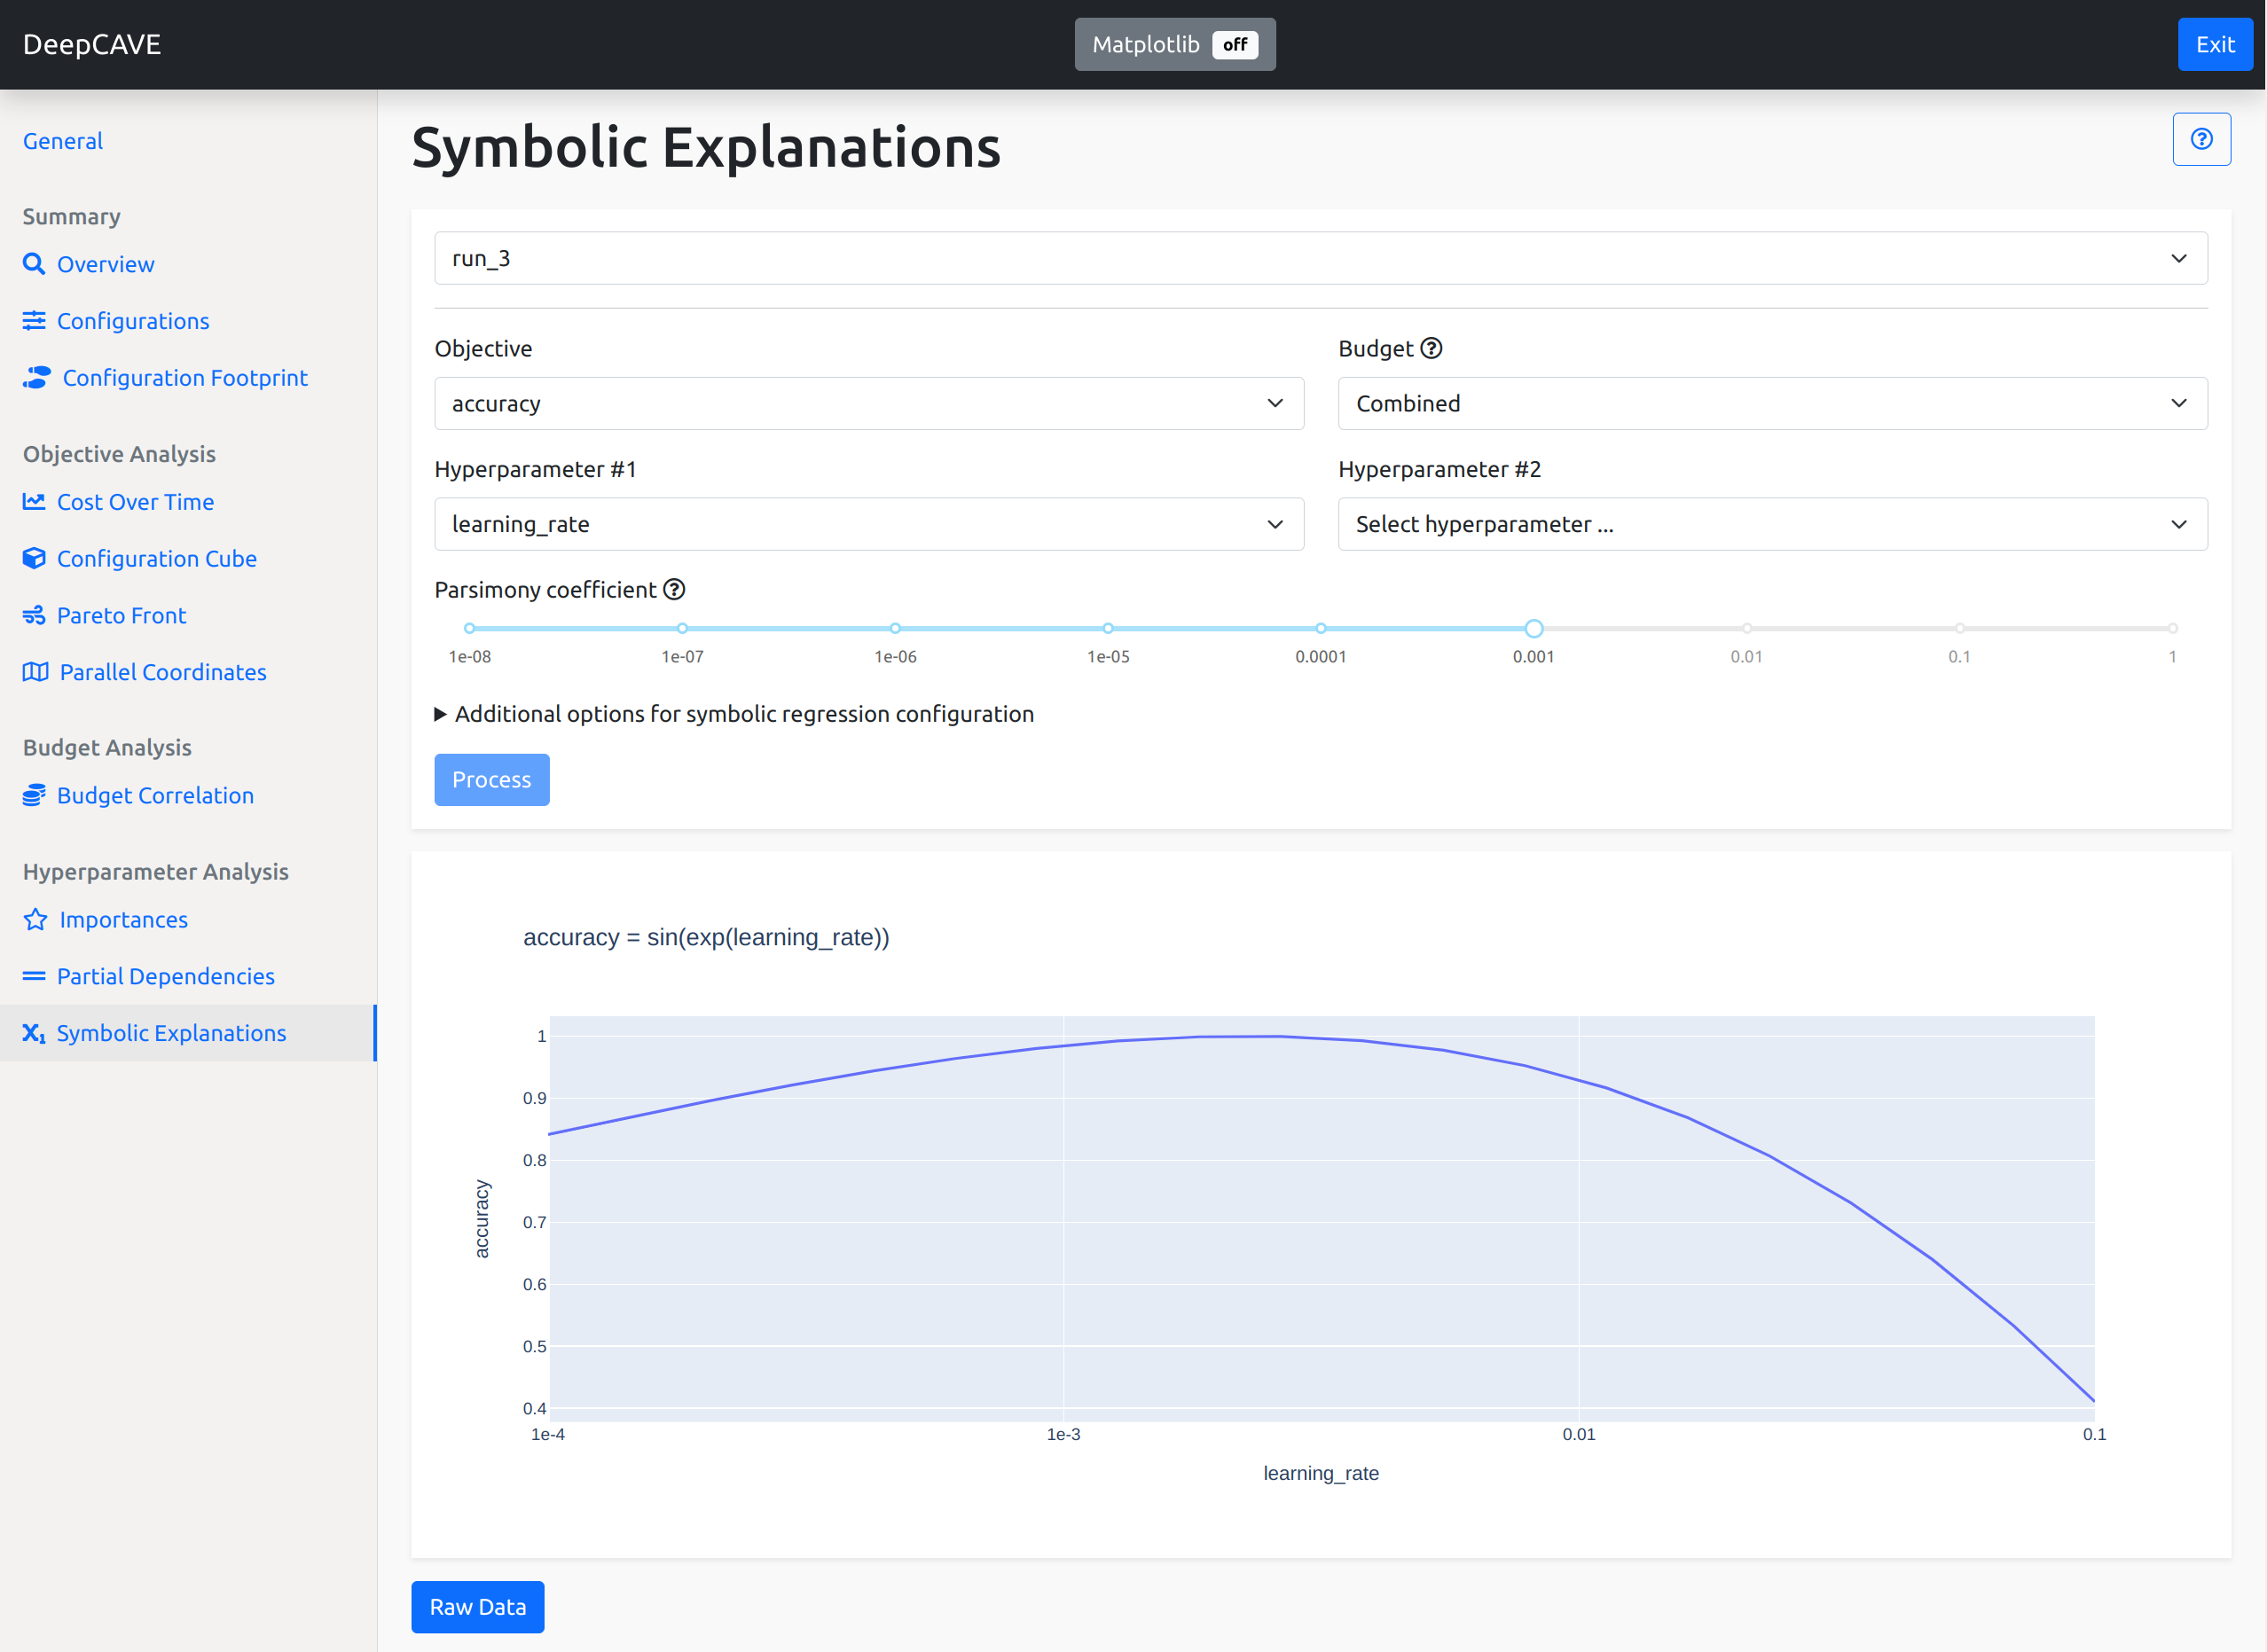 DeepCAVE
Matplotlib off
Exit
General
Summary
Overview
Configurations
Configuration Footprint
Objective Analysis
Cost Over Time
Configuration Cube
Pareto Front
Parallel Coordinates
Budget Analysis
Budget Correlation
Hyperparameter Analysis
Importances
Partial Dependencies
X1 Symbolic Explanations
Symbolic Explanations
run_3
Objective
Budget
accuracy
Combined
Hyperparameter #1
Hyperparameter #2
learning_rate
Select hyperparameter ...
Parsimony coefficient
1e-08 1e-07 1e-06 1e-05 0.0001 0.001 0.01 0.1 1
Additional options for symbolic regression configuration
Process
accuracy = sin(exp(learning_rate))
1
0.9
0.8
0.7
0.6
0.5
0.4
accuracy
1e-4 1e-3 0.01 0.1
learning_rate
Raw Data